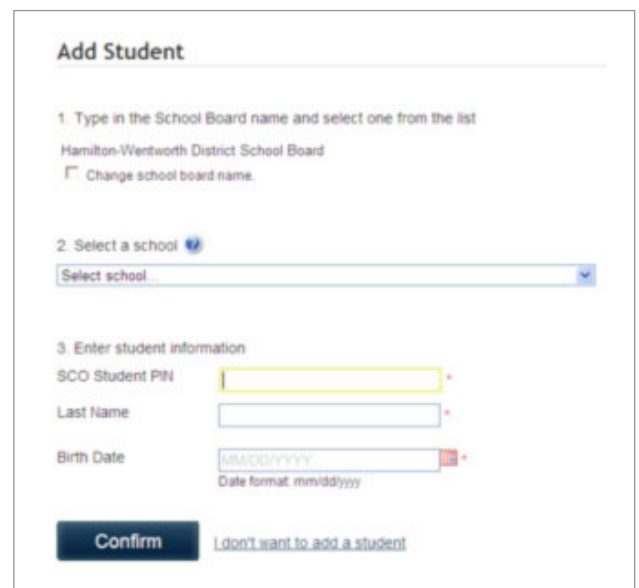 Add Student
1. Type in the School Board name and select one from the list
Hamilton-Wentworth District School Board
Change school board name.
2. Select a school ?
Select school...
3. Enter student information
SCO Student PIN *
Last Name *
Birth Date MM/DD/YYYY *
Date format: mm/dd/yyyy
Confirm I don't want to add a student